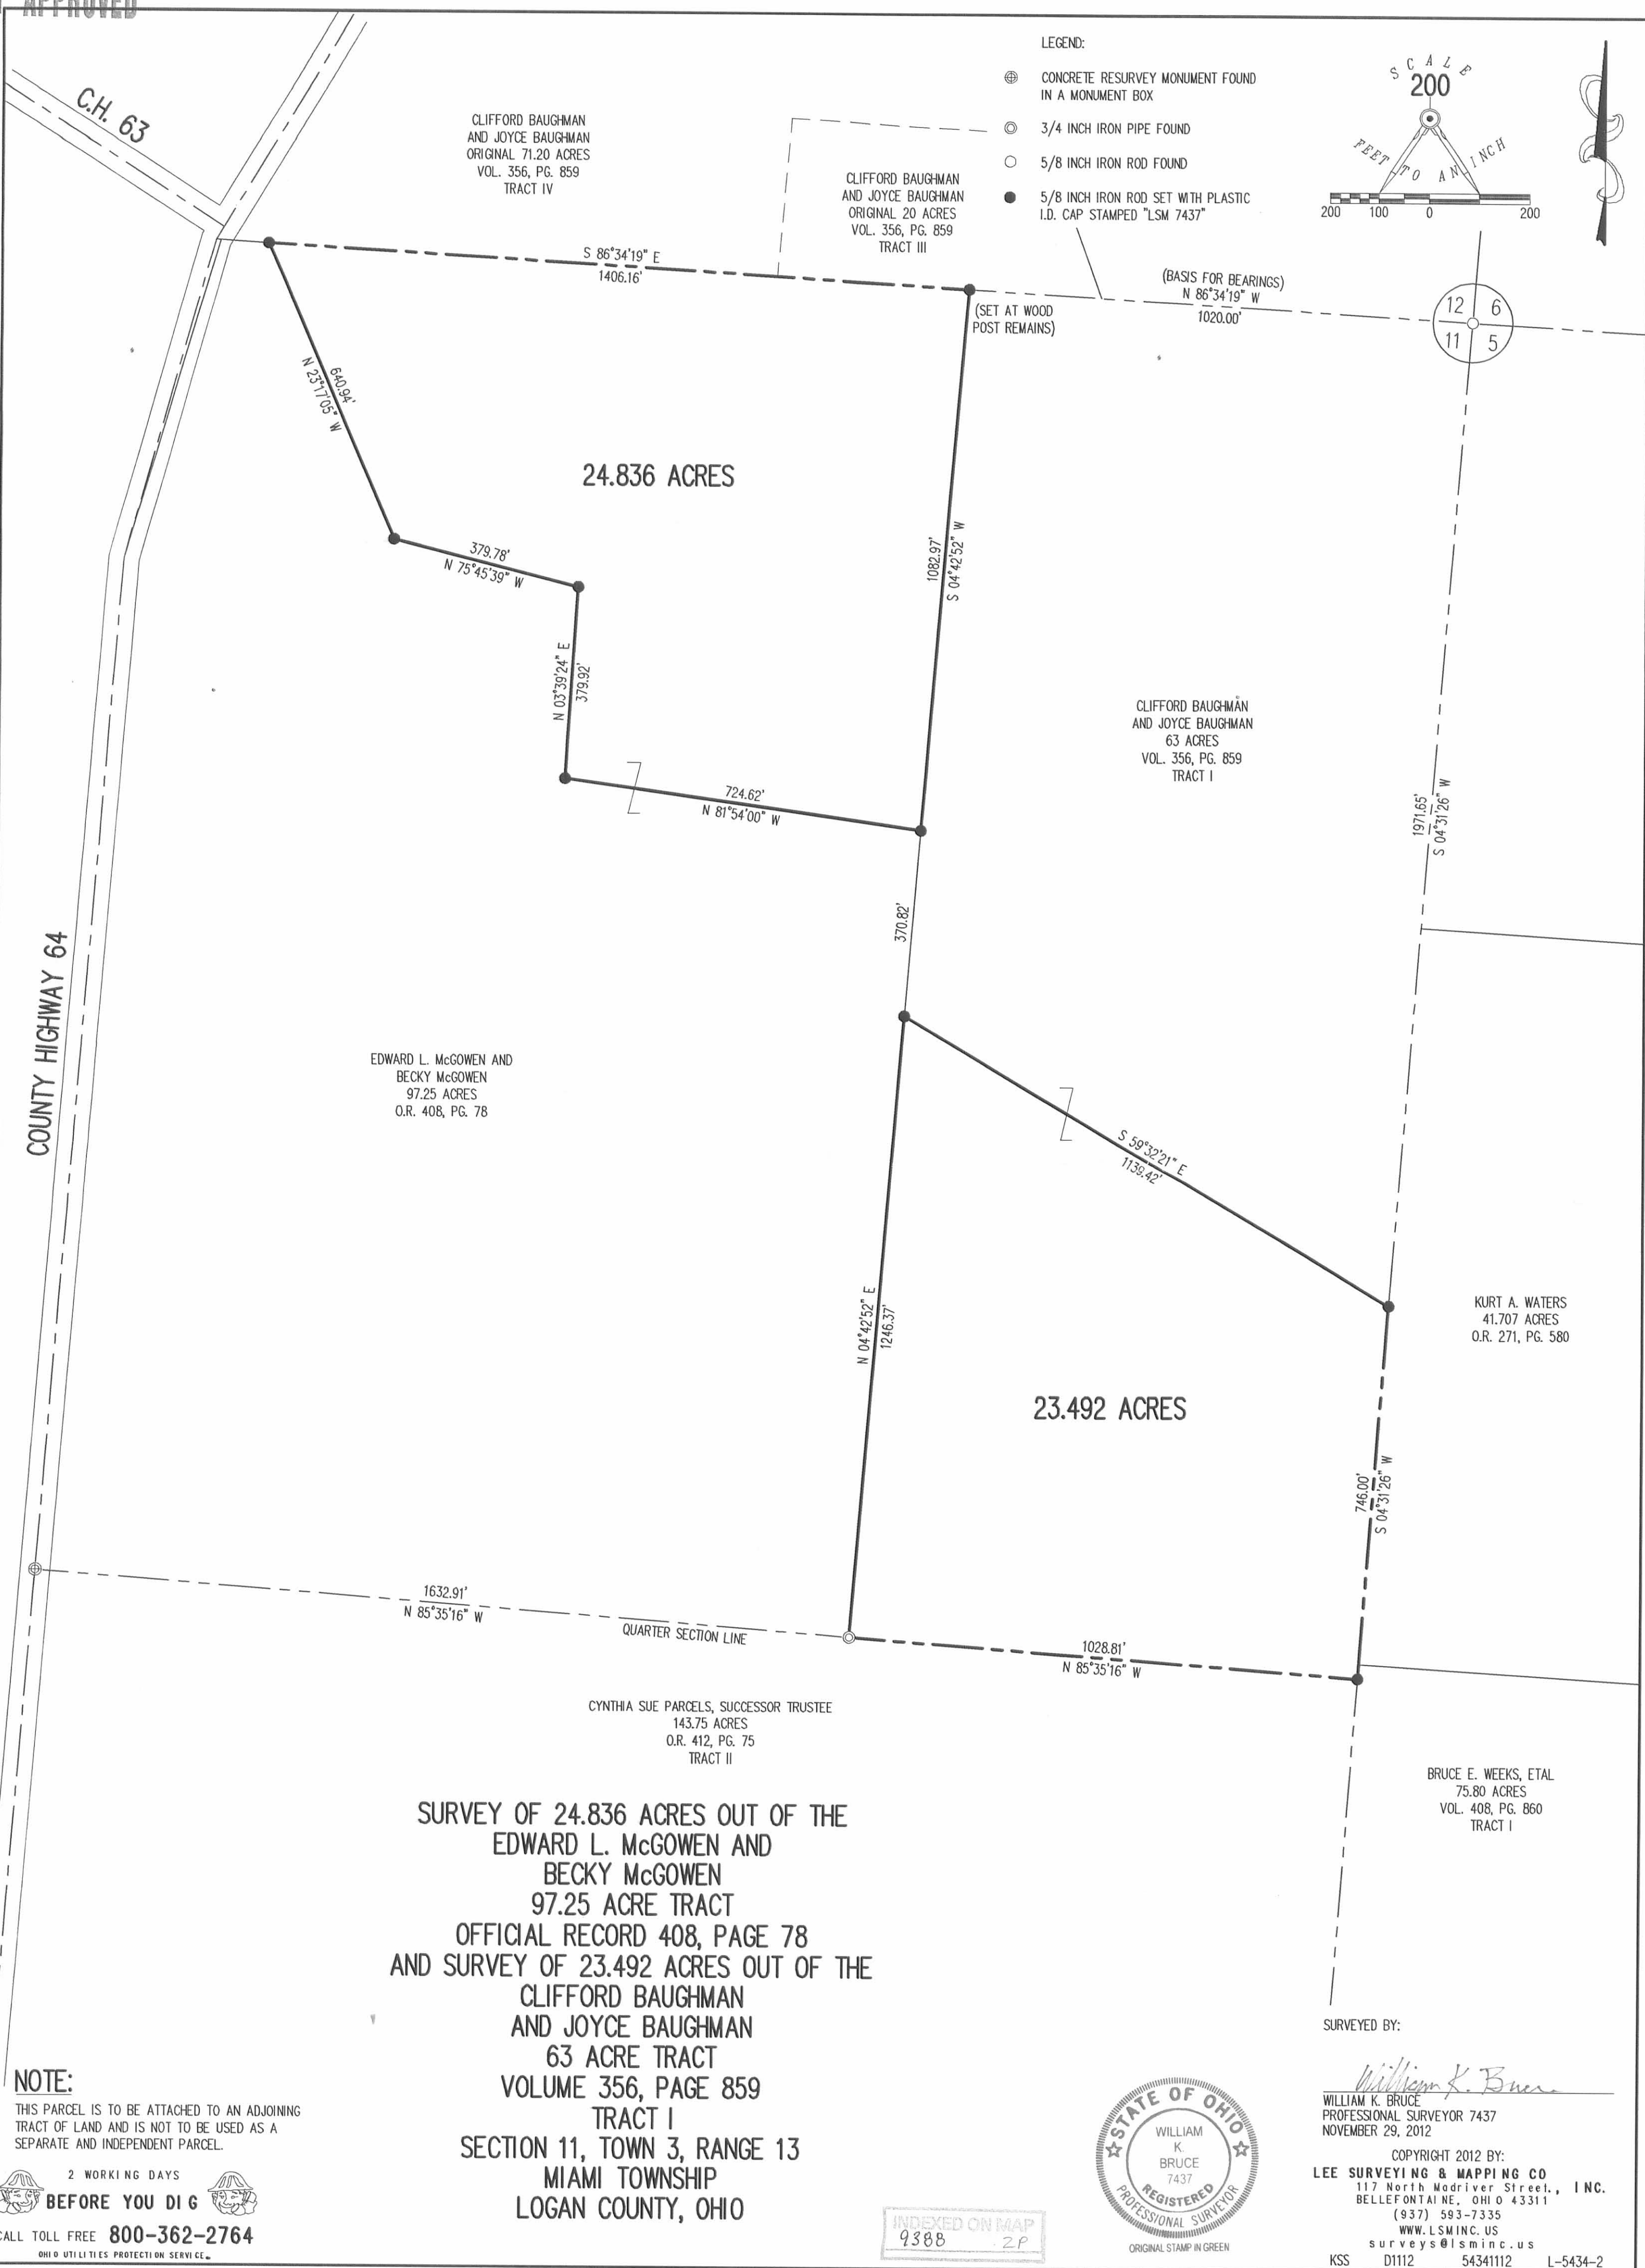 APPROVED
LEGEND:
CONCRETE RESURVEY MONUMENT FOUND
IN A MONUMENT BOX
3/4 INCH IRON PIPE FOUND
5/8 INCH IRON ROD FOUND
5/8 INCH IRON ROD SET WITH PLASTIC
I.D. CAP STAMPED "LSM 7437"
SCALE
200
FEET TO AN INCH
200 100 0 200
C.H. 63
CLIFFORD BAUGHMAN
AND JOYCE BAUGHMAN
ORIGINAL 71.20 ACRES
VOL. 356, PG. 859
TRACT IV
CLIFFORD BAUGHMAN
AND JOYCE BAUGHMAN
ORIGINAL 20 ACRES
VOL. 356, PG. 859
TRACT III
S 86°34'19" E
1406.16'
(SET AT WOOD
POST REMAINS)
(BASIS FOR BEARINGS)
N 86°34'19" W
1020.00'
12 6
11 5
640.94'
N 23°17'05" W
24.836 ACRES
379.78'
N 75°45'39" W
1082.97'
S 04°42'52" W
N 03°39'24" E
379.92'
724.62'
N 81°54'00" W
CLIFFORD BAUGHMAN
AND JOYCE BAUGHMAN
63 ACRES
VOL. 356, PG. 859
TRACT I
1971.65'
S 04°31'26" W
370.82'
COUNTY HIGHWAY 64
EDWARD L. McGOWEN AND
BECKY McGOWEN
97.25 ACRES
O.R. 408, PG. 78
S 59°32'21" E
1139.42'
N 04°42'52" E
1246.37'
KURT A. WATERS
41.707 ACRES
O.R. 271, PG. 580
23.492 ACRES
746.00'
S 04°31'26" W
1632.91'
N 85°35'16" W
QUARTER SECTION LINE
1028.81'
N 85°35'16" W
CYNTHIA SUE PARCELS, SUCCESSOR TRUSTEE
143.75 ACRES
O.R. 412, PG. 75
TRACT II
BRUCE E. WEEKS, ETAL
75.80 ACRES
VOL. 408, PG. 860
TRACT I
SURVEY OF 24.836 ACRES OUT OF THE
EDWARD L. McGOWEN AND
BECKY McGOWEN
97.25 ACRE TRACT
OFFICIAL RECORD 408, PAGE 78
AND SURVEY OF 23.492 ACRES OUT OF THE
CLIFFORD BAUGHMAN
AND JOYCE BAUGHMAN
63 ACRE TRACT
VOLUME 356, PAGE 859
TRACT I
SECTION 11, TOWN 3, RANGE 13
MIAMI TOWNSHIP
LOGAN COUNTY, OHIO
NOTE:
THIS PARCEL IS TO BE ATTACHED TO AN ADJOINING
TRACT OF LAND AND IS NOT TO BE USED AS A
SEPARATE AND INDEPENDENT PARCEL.
2 WORKING DAYS
BEFORE YOU DIG
CALL TOLL FREE 800-362-2764
OHIO UTILITIES PROTECTION SERVICE.
INDEXED ON MAP
9388 2P
STATE OF OHIO
WILLIAM
K.
BRUCE
7437
REGISTERED
PROFESSIONAL SURVEYOR
ORIGINAL STAMP IN GREEN
SURVEYED BY:
William K. Bruce
WILLIAM K. BRUCE
PROFESSIONAL SURVEYOR 7437
NOVEMBER 29, 2012
COPYRIGHT 2012 BY:
LEE SURVEYING & MAPPING CO., INC.
117 North Madriver Street
BELLEFONTAINE, OHIO 43311
(937) 593-7335
WWW.LSMINC.US
surveys@lsminc.us
KSS D1112 54341112 L-5434-2